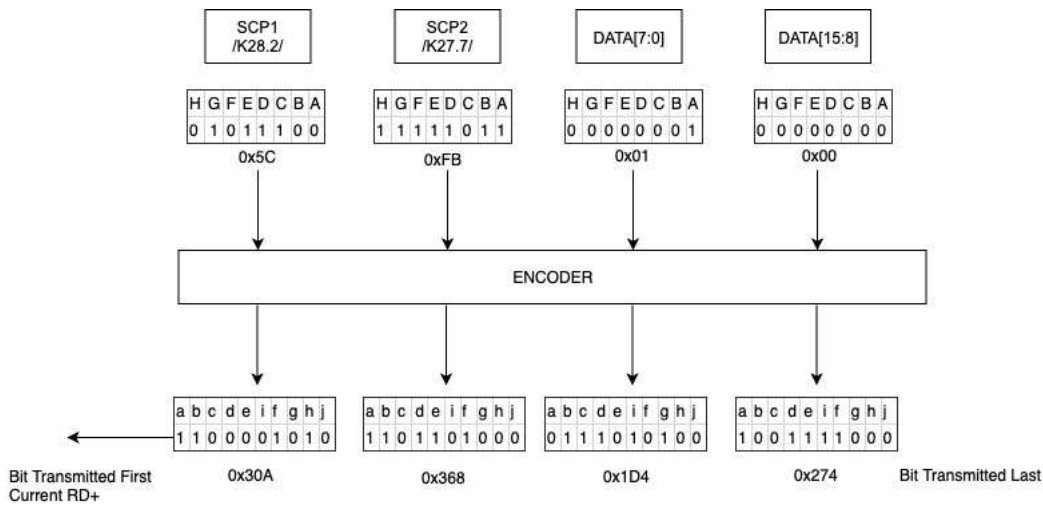 SCP1
/K28.2/
SCP2
/K27.7/
DATA[7:0]
DATA[15:8]
H G F E D C B A
0 1 0 1 1 1 0 0
0x5C
H G F E D C B A
1 1 1 1 1 0 1 1
0xFB
H G F E D C B A
0 0 0 0 0 0 0 1
0x01
H G F E D C B A
0 0 0 0 0 0 0 0
0x00
ENCODER
a b c d e i f g h j
1 1 0 0 0 0 1 0 1 0
0x30A
a b c d e i f g h j
1 1 0 1 1 0 1 0 0 0
0x368
a b c d e i f g h j
0 1 1 1 0 1 0 1 0 0
0x1D4
a b c d e i f g h j
1 0 0 1 1 1 1 0 0 0
0x274
Bit Transmitted First
Current RD+
Bit Transmitted Last